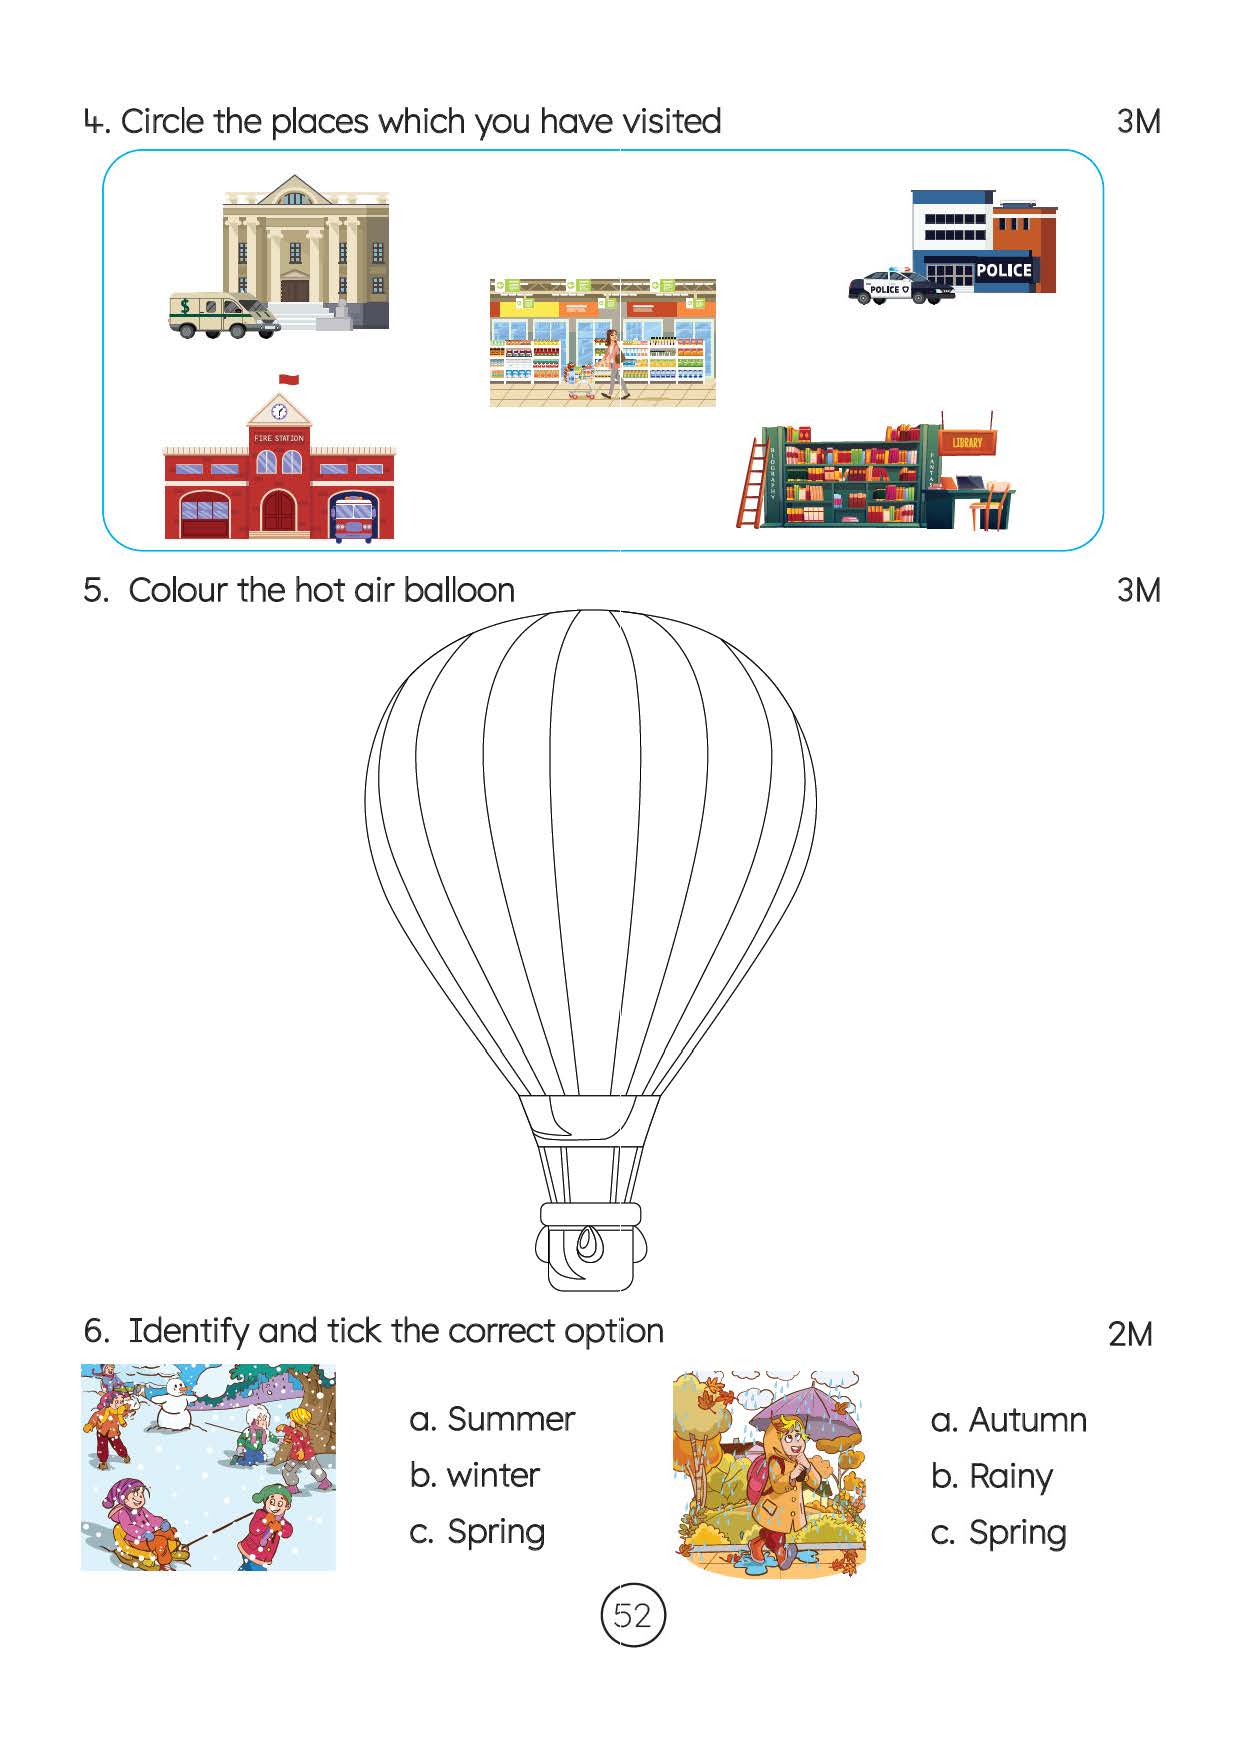 4. Circle the places which you have visited 3M
POLICE
POLICE
$
FIRE STATION
LIBRARY
BIOGRAPHY
5. Colour the hot air balloon 3M
6. Identify and tick the correct option 2M
a. Summer
b. winter
c. Spring
a. Autumn
b. Rainy
c. Spring
52